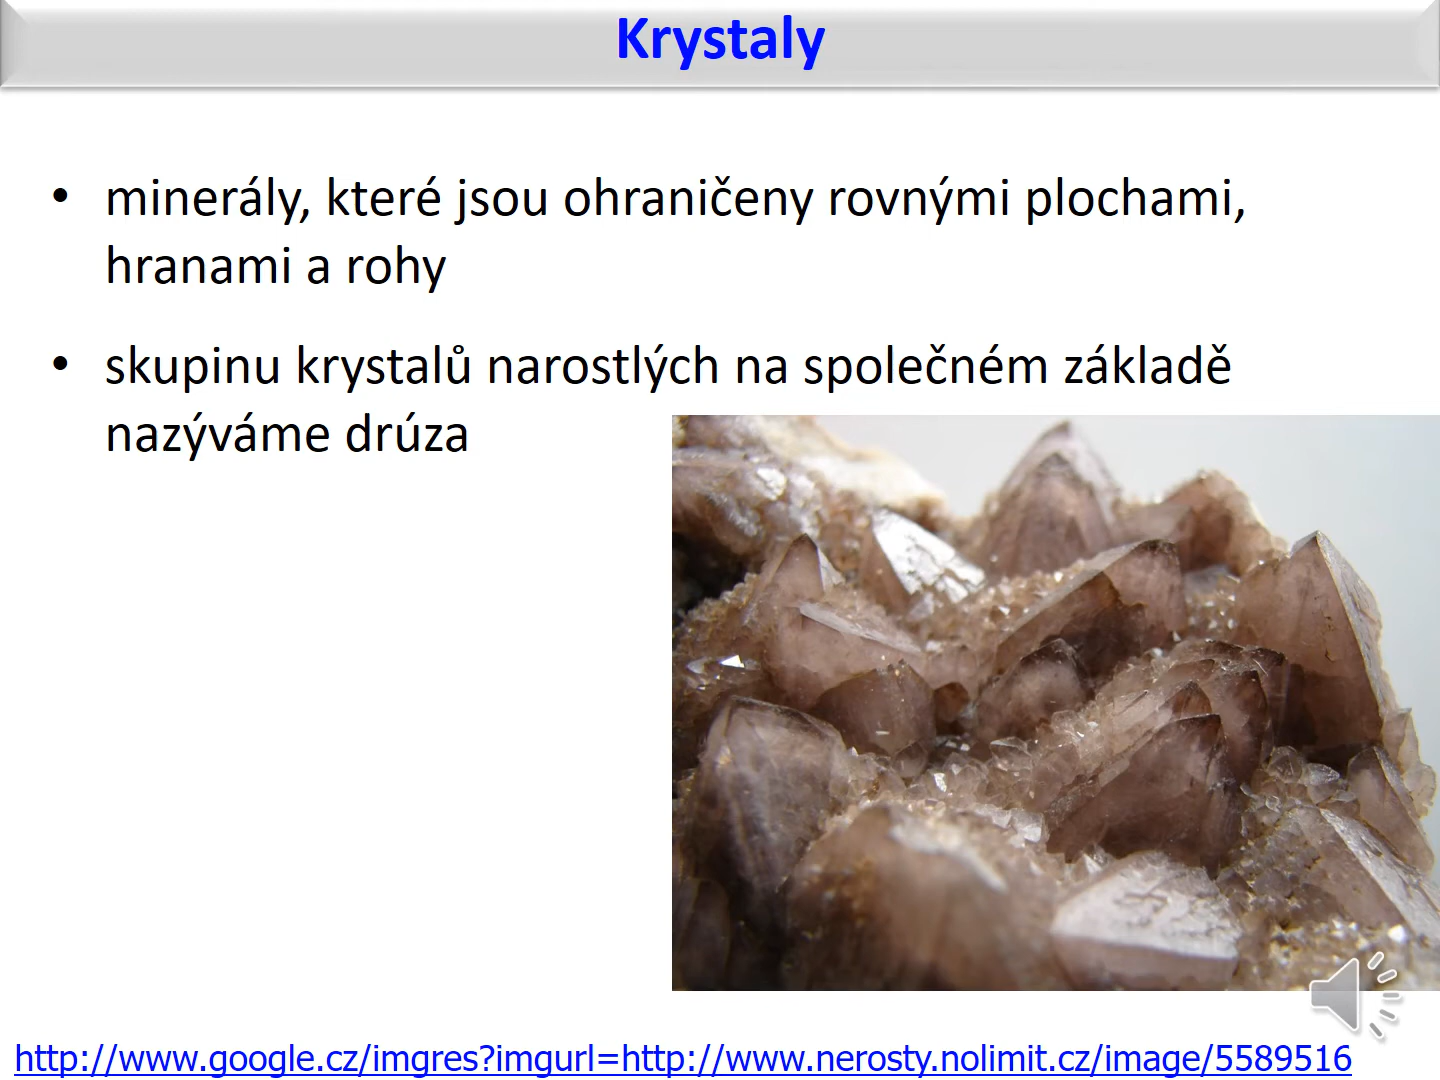 Krystaly
• minerály, které jsou ohraničeny rovnými plochami,
hranami a rohy
• skupinu krystalů narostlých na společném základě
nazýváme drúza
http://www.google.cz/imgres?imgurl=http://www.nerosty.nolimit.cz/image/5589516